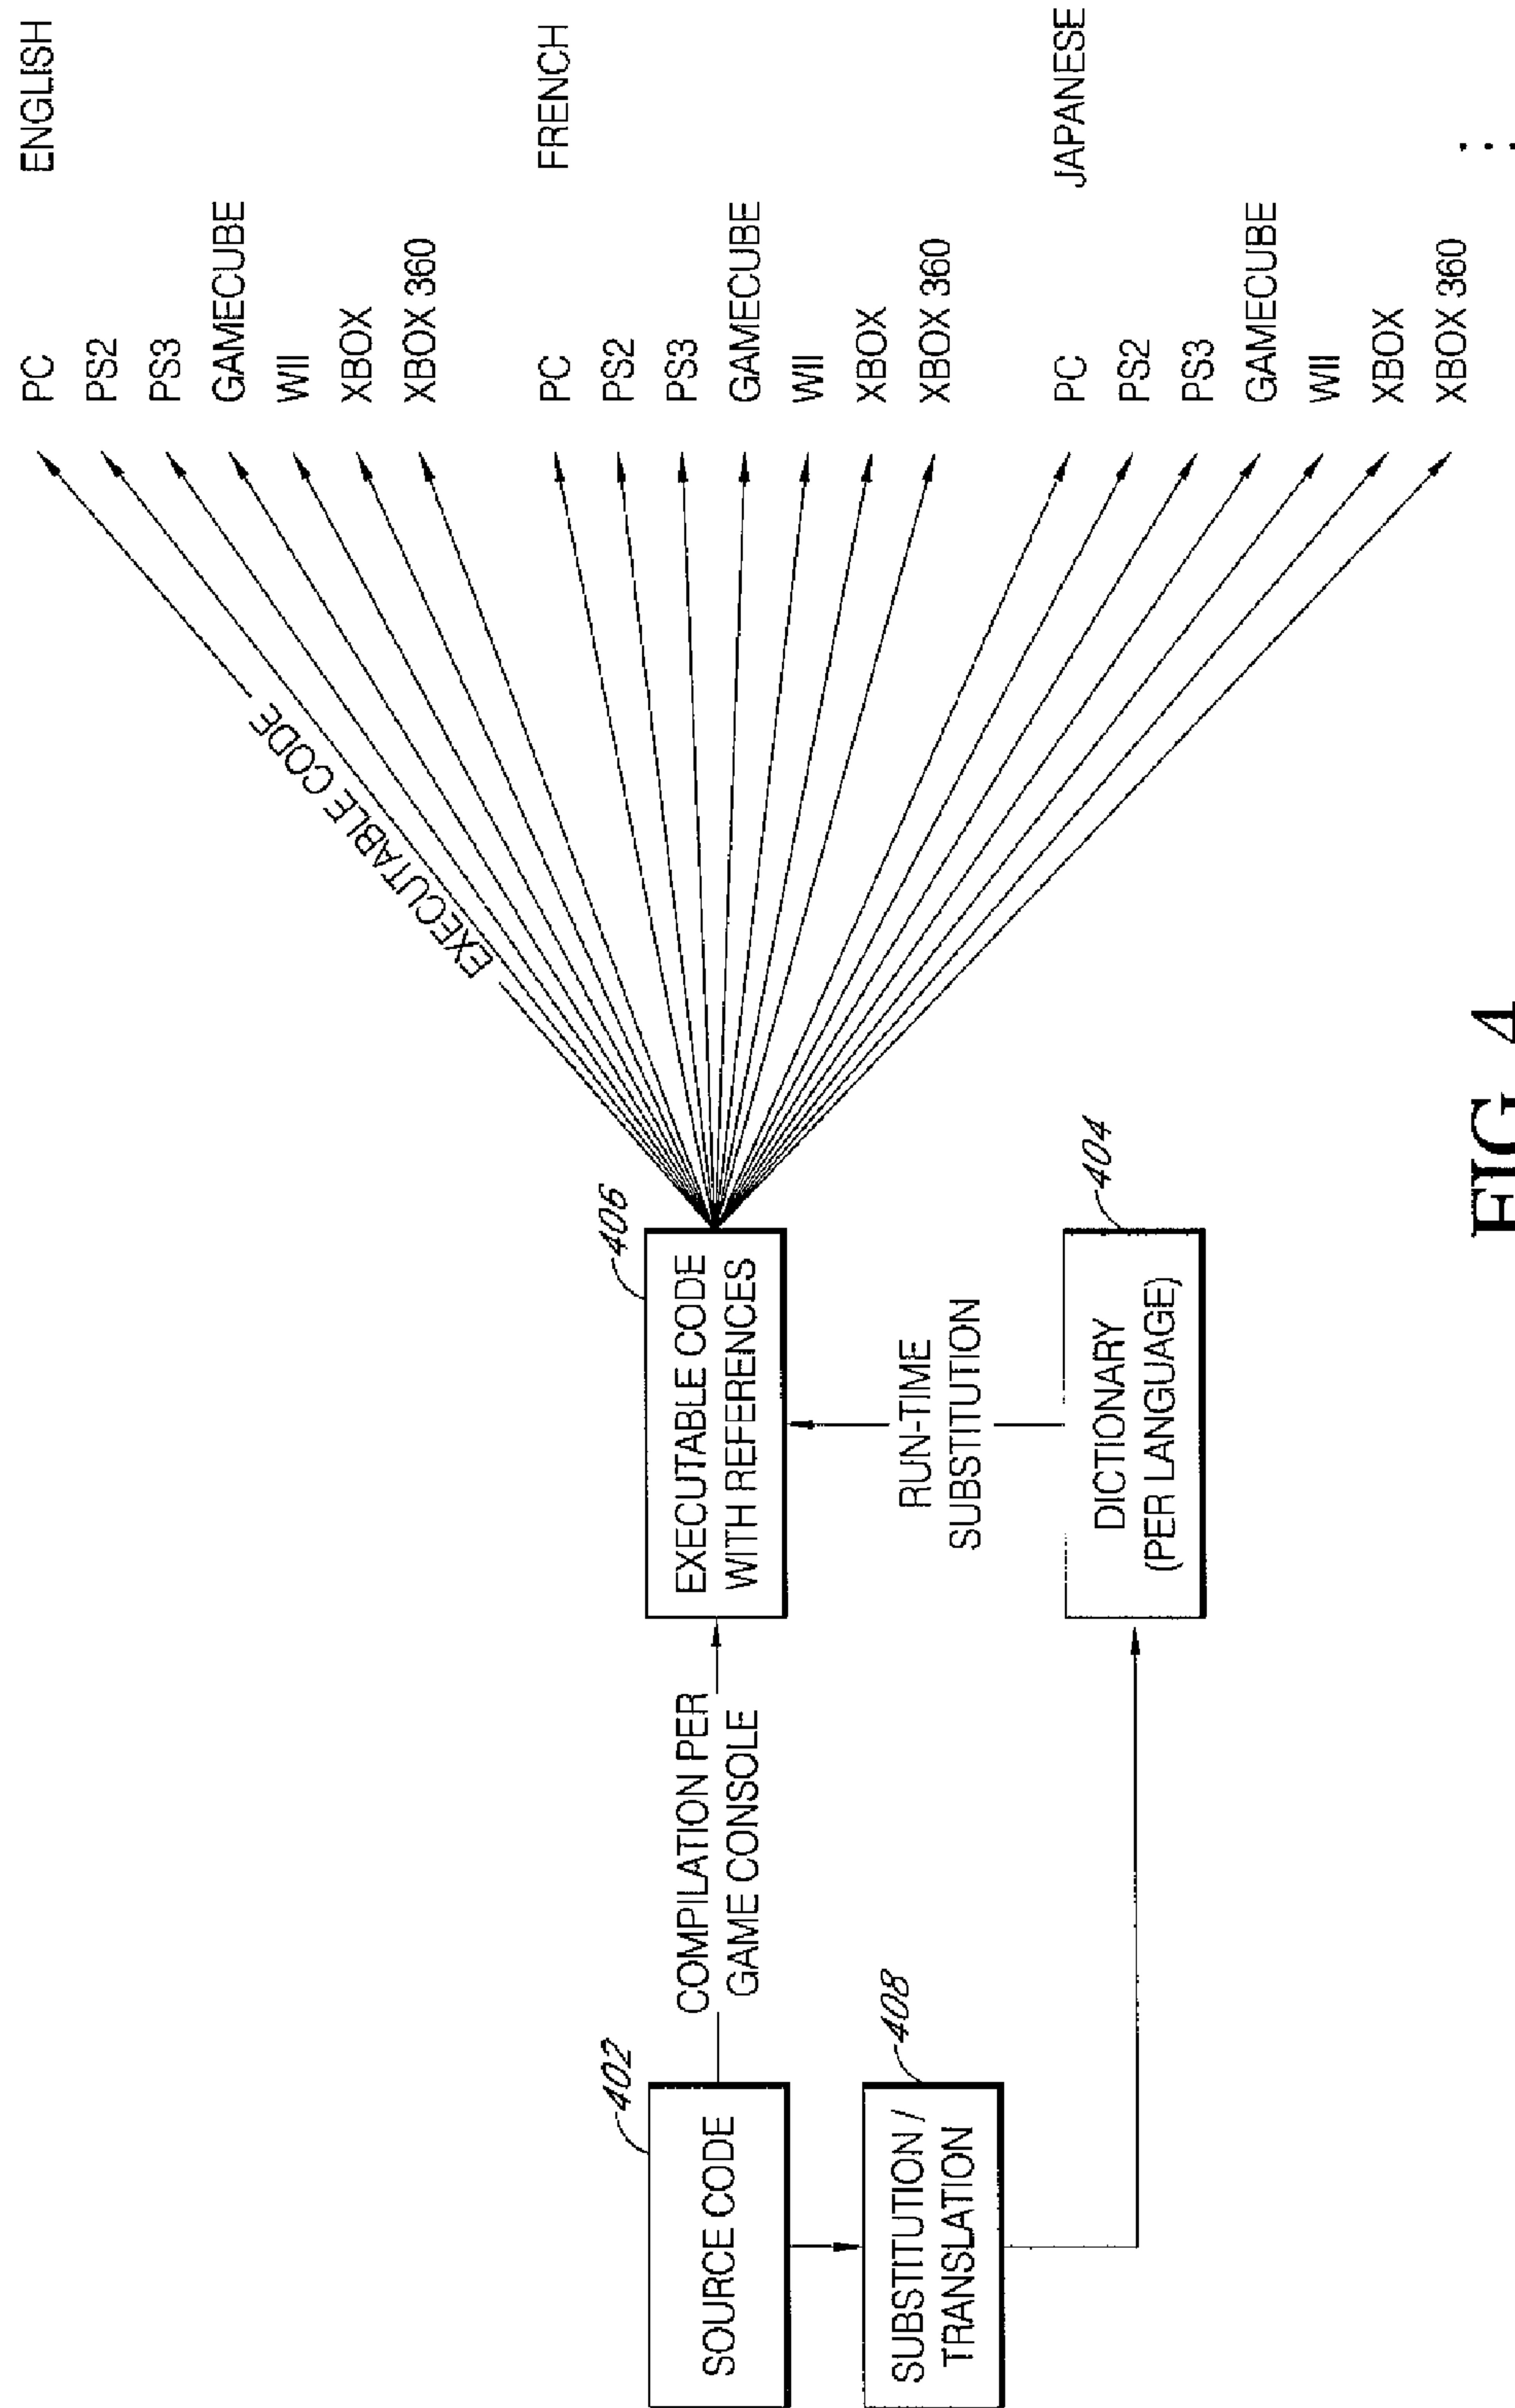 402
SOURCE CODE
COMPILATION PER
GAME CONSOLE
406
EXECUTABLE CODE
WITH REFERENCES
408
SUBSTITUTION /
TRANSLATION
RUN-TIME
SUBSTITUTION
404
DICTIONARY
(PER LANGUAGE)
EXECUTABLE CODE
ENGLISH
PC
PS2
PS3
GAMECUBE
WII
XBOX
XBOX 360
FRENCH
PC
PS2
PS3
GAMECUBE
WII
XBOX
XBOX 360
JAPANESE
PC
PS2
PS3
GAMECUBE
WII
XBOX
XBOX 360
FIG. 4